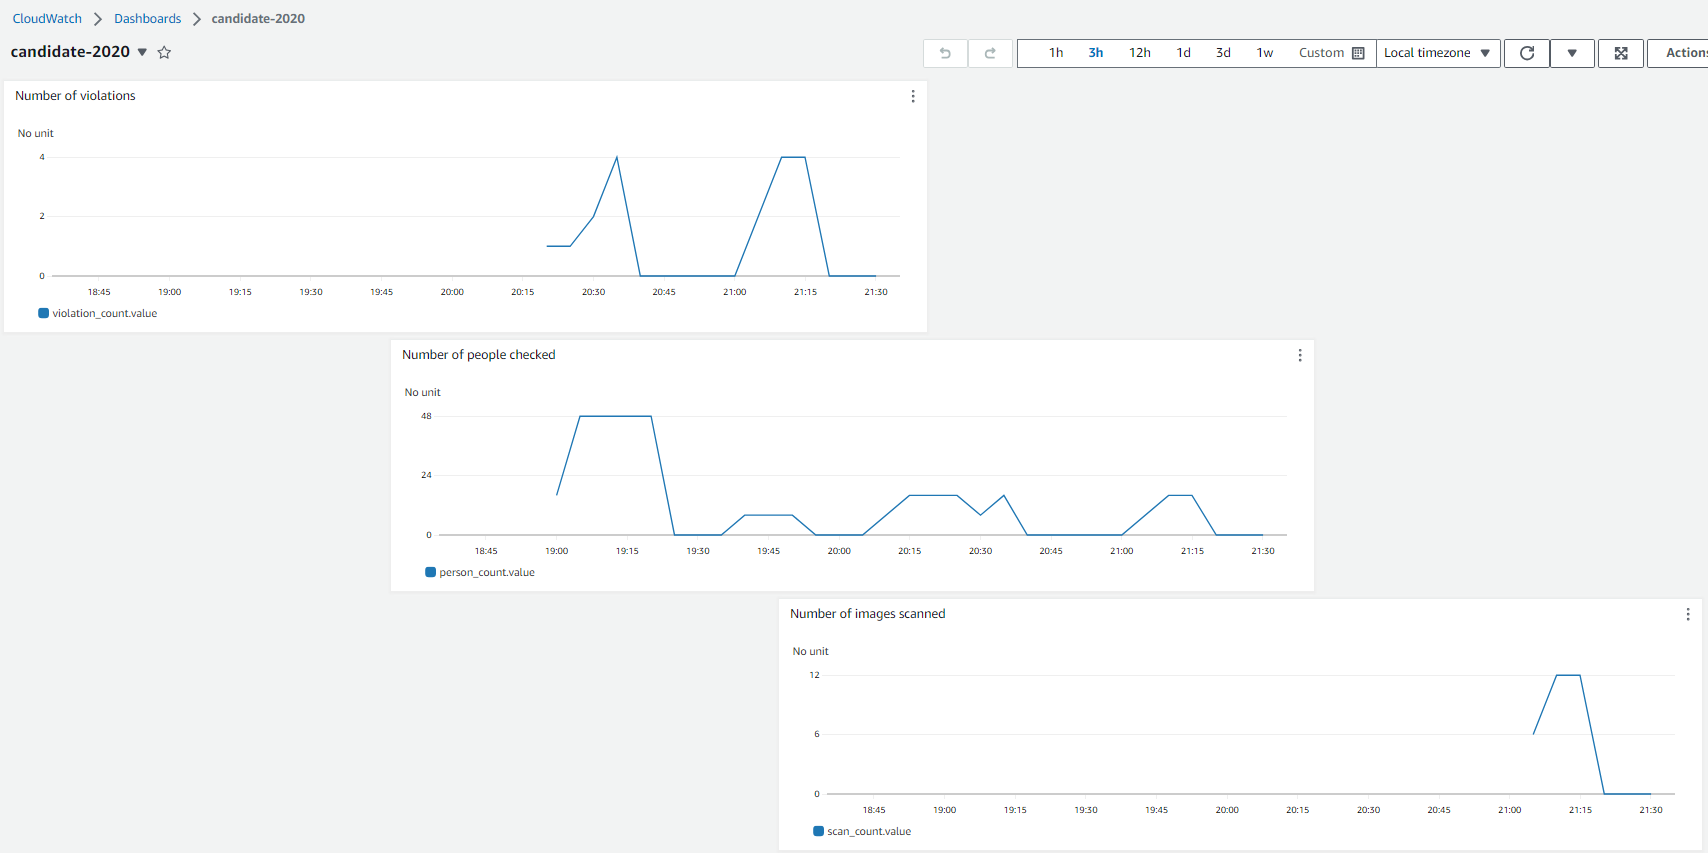 CloudWatch > Dashboards > candidate-2020
candidate-2020
1h 3h 12h 1d 3d 1w Custom Local timezone Actions
Number of violations
No unit
4
2
0
18:45 19:00 19:15 19:30 19:45 20:00 20:15 20:30 20:45 21:00 21:15 21:30
violation_count.value
Number of people checked
No unit
48
24
0
18:45 19:00 19:15 19:30 19:45 20:00 20:15 20:30 20:45 21:00 21:15 21:30
person_count.value
Number of images scanned
No unit
12
6
0
18:45 19:00 19:15 19:30 19:45 20:00 20:15 20:30 20:45 21:00 21:15 21:30
scan_count.value